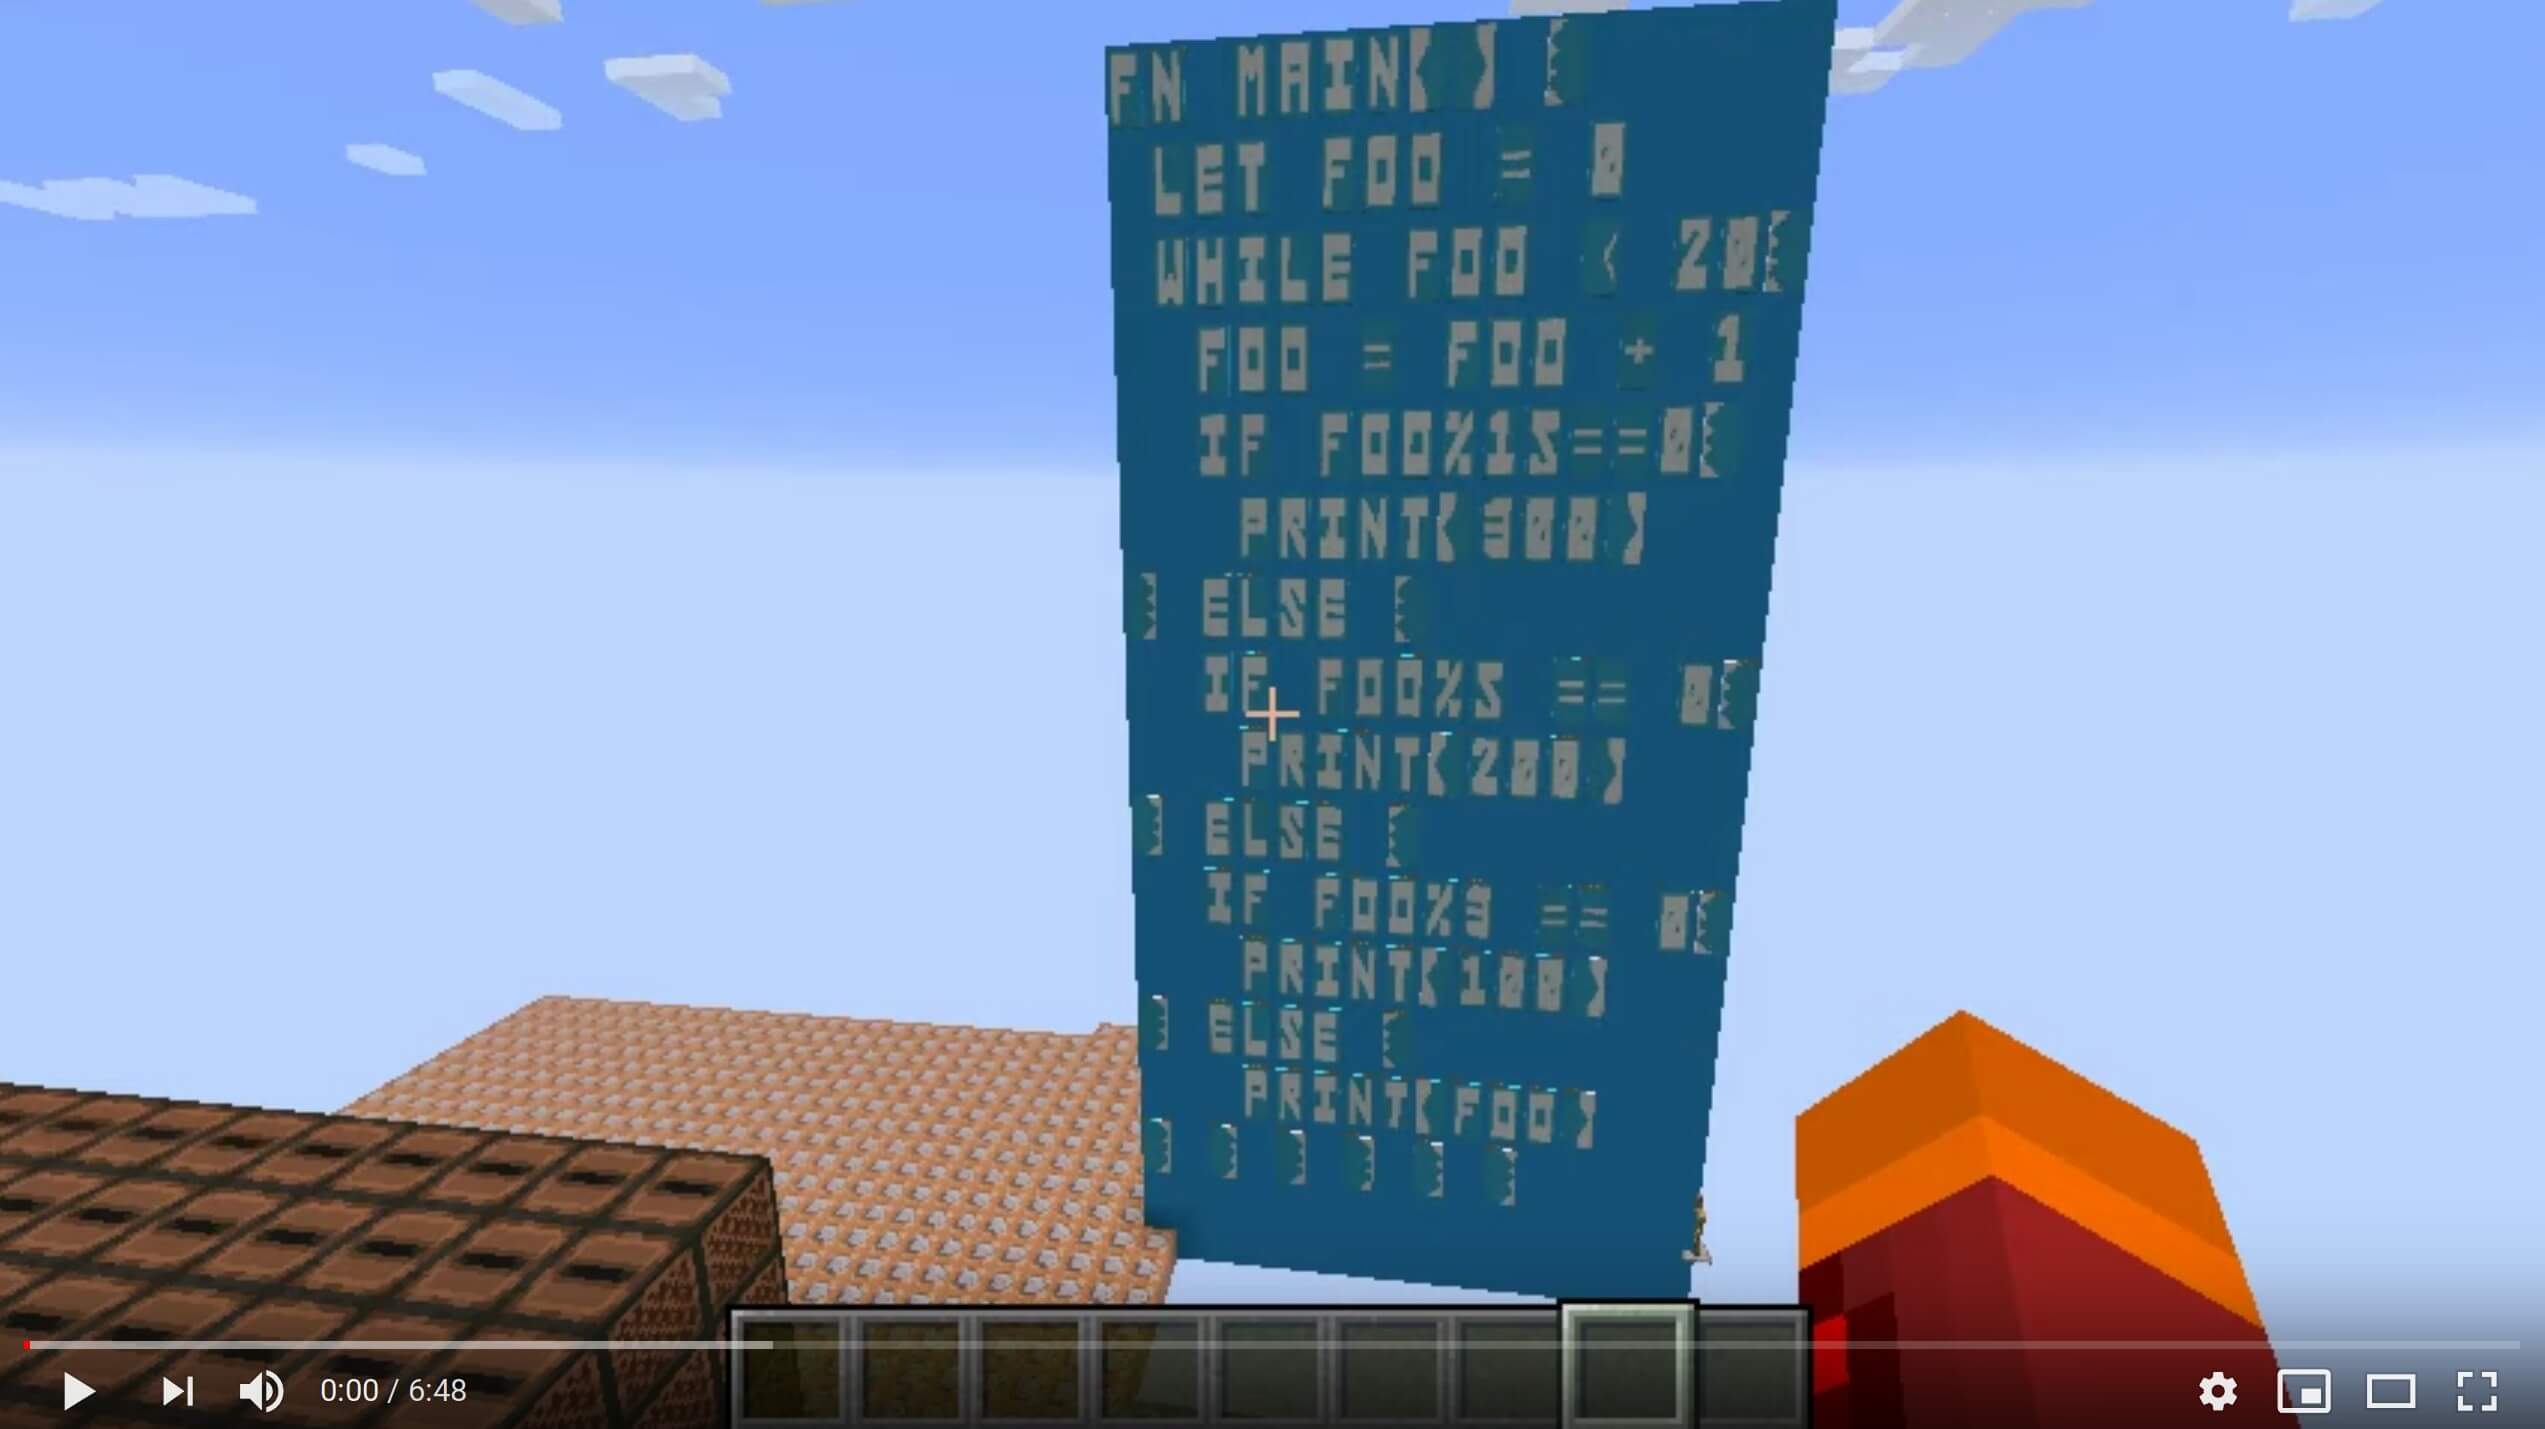 FN MAIN( ) {
LET FOO = 0
WHILE FOO < 20{
FOO = FOO + 1
IF FOO%15==0{
PRINT(300)
} ELSE {
IF FOO%5 == 0{
PRINT(200)
} ELSE {
IF FOO%3 == 0{
PRINT(100)
} ELSE {
PRINT(FOO)
} } } } } }
0:00 / 6:48